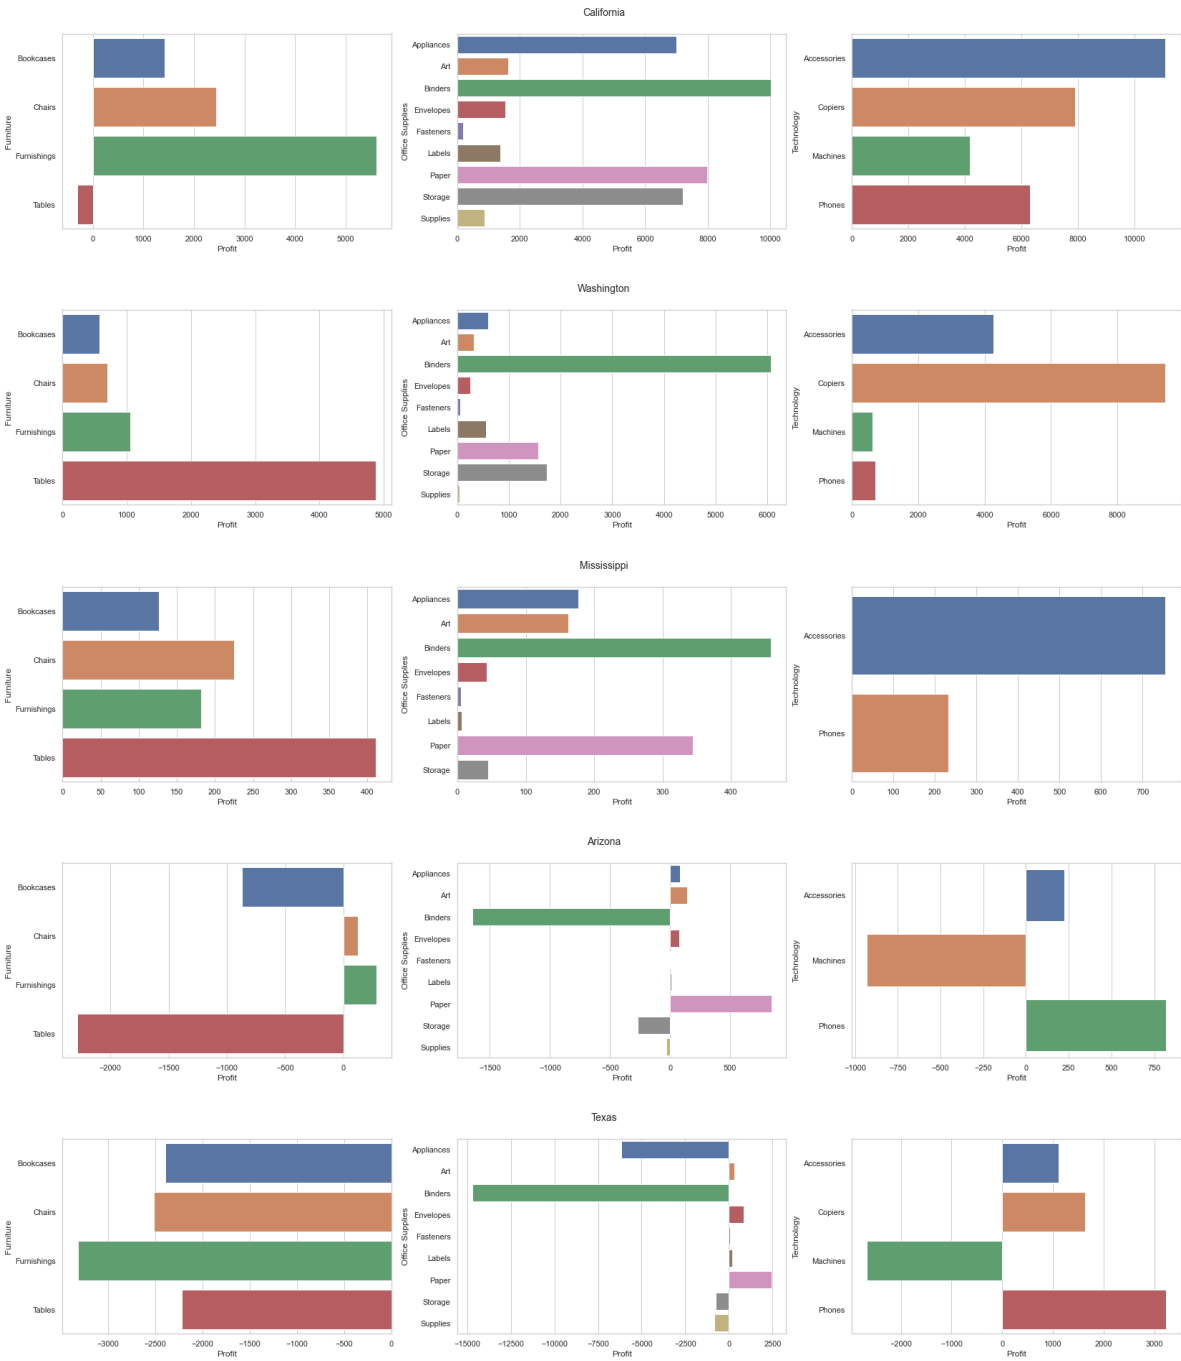 California
Furniture
Bookcases
Chairs
Furnishings
Tables
0 1000 2000 3000 4000 5000
Profit
Office Supplies
Appliances
Art
Binders
Envelopes
Fasteners
Labels
Paper
Storage
Supplies
0 2000 4000 6000 8000 10000
Profit
Technology
Accessories
Copiers
Machines
Phones
0 2000 4000 6000 8000 10000
Profit
Washington
Furniture
Bookcases
Chairs
Furnishings
Tables
0 1000 2000 3000 4000 5000
Profit
Office Supplies
Appliances
Art
Binders
Envelopes
Fasteners
Labels
Paper
Storage
Supplies
0 1000 2000 3000 4000 5000 6000
Profit
Technology
Accessories
Copiers
Machines
Phones
0 2000 4000 6000 8000
Profit
Mississippi
Furniture
Bookcases
Chairs
Furnishings
Tables
0 50 100 150 200 250 300 350 400
Profit
Office Supplies
Appliances
Art
Binders
Envelopes
Fasteners
Labels
Paper
Storage
0 100 200 300 400
Profit
Technology
Accessories
Phones
0 100 200 300 400 500 600 700
Profit
Arizona
Furniture
Bookcases
Chairs
Furnishings
Tables
−2000 −1500 −1000 −500 0
Profit
Office Supplies
Appliances
Art
Binders
Envelopes
Fasteners
Labels
Paper
Storage
Supplies
−1500 −1000 −500 0 500
Profit
Technology
Accessories
Machines
Phones
−1000 −750 −500 −250 0 250 500 750
Profit
Texas
Furniture
Bookcases
Chairs
Furnishings
Tables
−3000 −2500 −2000 −1500 −1000 −500 0
Profit
Office Supplies
Appliances
Art
Binders
Envelopes
Fasteners
Labels
Paper
Storage
Supplies
−15000 −12500 −10000 −7500 −5000 −2500 0 2500
Profit
Technology
Accessories
Copiers
Machines
Phones
−2000 −1000 0 1000 2000 3000
Profit